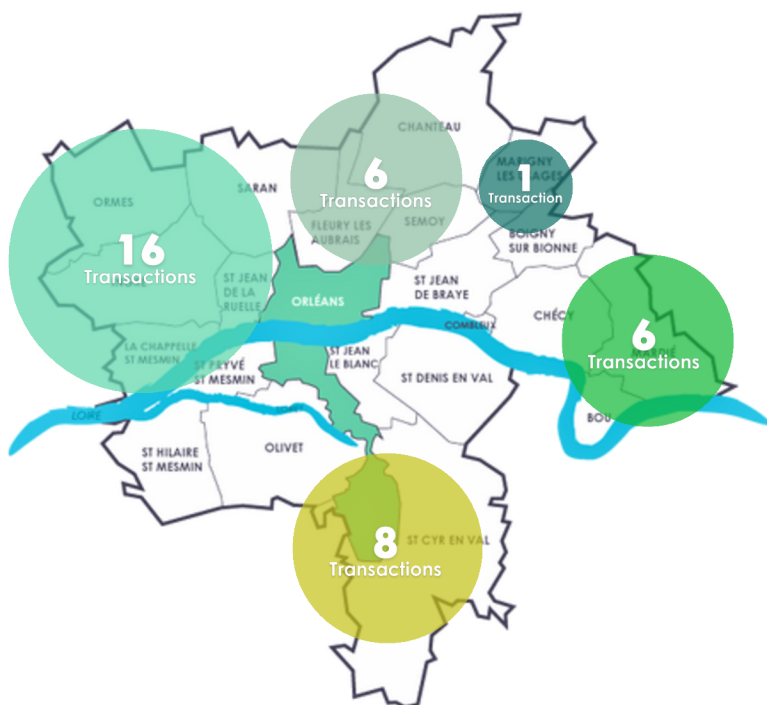 CHANTEAU
MARIGNY
LES USAGES
1
Transaction
6
Transactions
SARAN
ORMES
SEMOY
FLEURY LES
AUBRAIS
BOIGNY
SUR BIONNE
16
Transactions
INGRÉ
ST JEAN
DE LA
RUELLE
ST JEAN
DE BRAYE
ORLÉANS
CHÉCY
COMBLEUX
6
Transactions
MARDIÉ
LA CHAPPELLE
ST MESMIN
ST PRYVÉ
ST MESMIN
ST JEAN
LE BLANC
ST DENIS EN VAL
LOIRE
LOIRET
BOU
ST HILAIRE
ST MESMIN
OLIVET
8
Transactions
ST CYR EN VAL